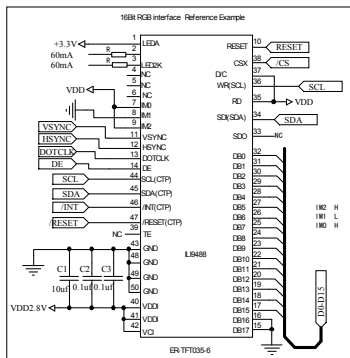 16Bit RGB interface Reference Example
+3.3V 1 LEDA
60mA R 2
60mA R 3 LED2K
4 NC
5 NC
6 NC
VDD 7 IM0
8 IM1
9 IM2
VSYNC 11 VSYNC
HSYNC 12 HSYNC
DOTCLK 13 DOTCLK
DE 14 DE
SCL 44 SCL(CTP)
SDA 45 SDA(CTP)
/INT 46 /INT(CTP)
/RESET 47 /RESET(CTP)
NC 39 TE
43 GND
48 GND
49 GND
50 GND
40 VDDI
41 VDDI
42 VCI
C1 C2 C3
10uf 0.1uf 0.1uf
VDD2.8V
ILI9488
RESET 10 RESET
CSX 38 /CS
D/C 37
WR(SCL) 36 SCL
RD 35 VDD
SDI(SDA) 34 SDA
SDO 33 NC
DB0 32
DB1 31
DB2 30
DB3 29
DB4 28
DB5 27
DB6 26
DB7 25
DB8 24
DB9 23
DB10 22
DB11 21
DB12 20
DB13 19
DB14 18
DB15 17
DB16 16
DB17 15
IM2 H
IM1 L
IM0 H
D0-D15
ER-TFT035-6